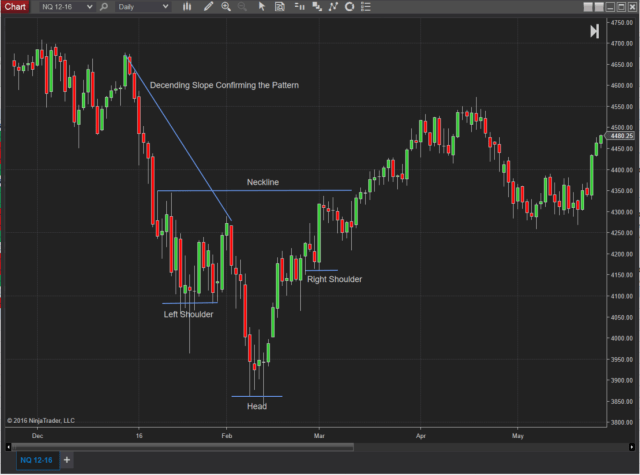 Chart NQ 12-16 Daily
4750.00
4700.00
4650.00
Decending Slope Confirming the Pattern
4600.00
4550.00
4500.00
4480.25
4450.00
4400.00
Neckline
4350.00
4300.00
4250.00
4200.00
4150.00
Right Shoulder
4100.00
Left Shoulder
4050.00
4000.00
3950.00
3900.00
3850.00
Head
© 2016 NinjaTrader, LLC
3800.00
Dec 16 Feb Mar Apr May
NQ 12-16 +